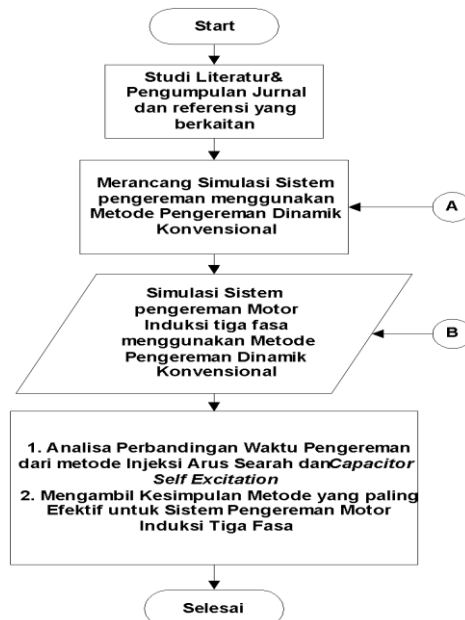 Start
Studi Literatur&
Pengumpulan Jurnal
dan referensi yang
berkaitan
Merancang Simulasi Sistem
pengereman menggunakan
Metode Pengereman Dinamik
Konvensional
A
Simulasi Sistem
pengereman Motor
Induksi tiga fasa
menggunakan Metode
Pengereman Dinamik
Konvensional
B
1. Analisa Perbandingan Waktu Pengereman
dari metode Injeksi Arus Searah danCapacitor
Self Excitation
2. Mengambil Kesimpulan Metode yang paling
Efektif untuk Sistem Pengereman Motor
Induksi Tiga Fasa
Selesai